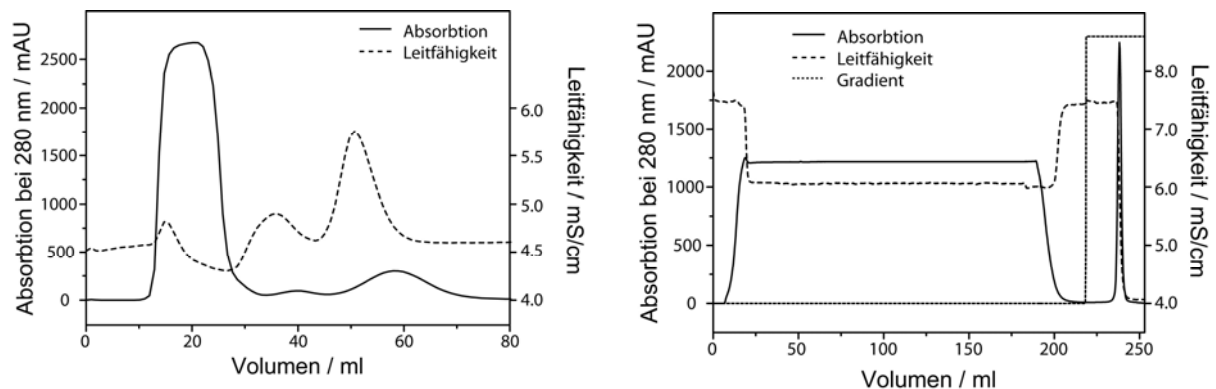 Absorbtion bei 280 nm / mAU
2500
2000
1500
1000
500
0
Absorbtion
Leitfähigkeit
6.0
5.5
5.0
4.5
4.0
Leitfähigkeit / mS/cm
0 20 40 60 80
Volumen / ml
Absorbtion bei 280 nm / mAU
2000
1500
1000
500
0
Absorbtion
Leitfähigkeit
Gradient
8.0
7.0
6.0
5.0
4.0
Leitfähigkeit / mS/cm
0 50 100 150 200 250
Volumen / ml